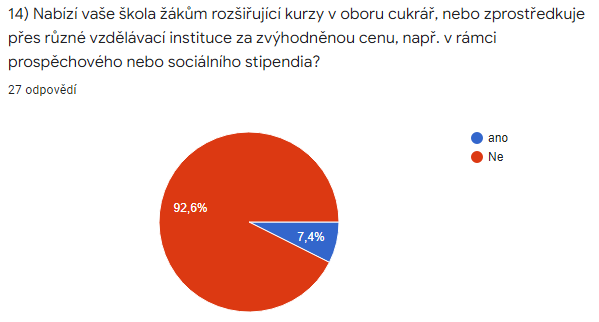 14) Nabízí vaše škola žákům rozšiřující kurzy v oboru cukrář, nebo zprostředkuje
přes různé vzdělávací instituce za zvýhodněnou cenu, např. v rámci
prospěchového nebo sociálního stipendia?
27 odpovědí
ano
Ne
92,6%
7,4%